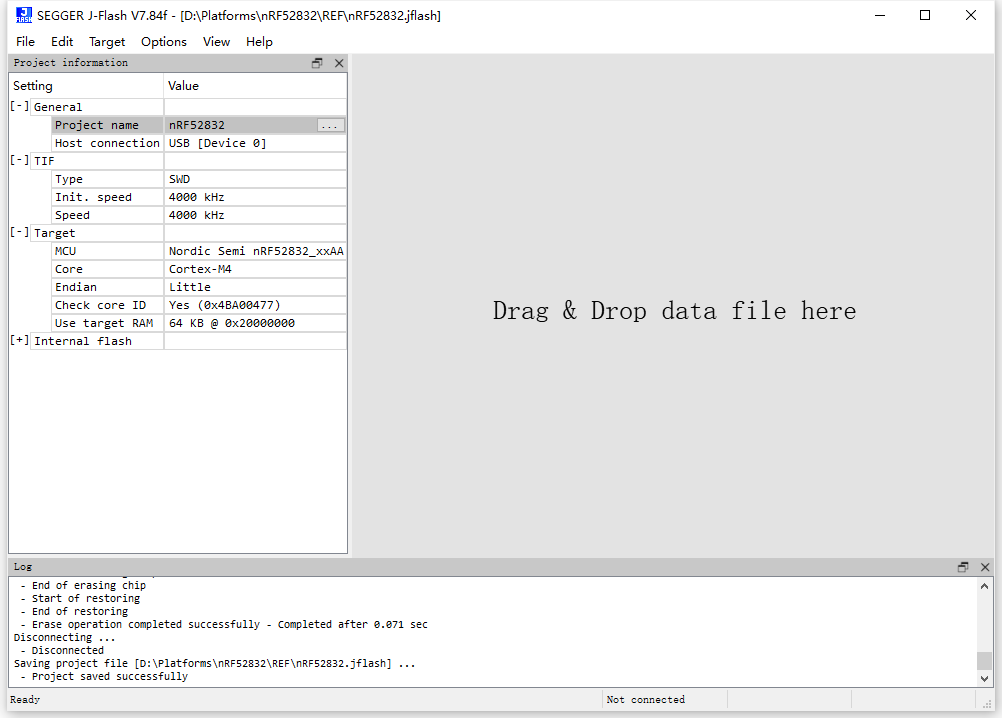 SEGGER J-Flash V7.84f - [D:\Platforms\nRF52832\REF\nRF52832.jflash]
File Edit Target Options View Help
Project information
Setting Value
[-] General
Project name nRF52832 ...
Host connection USB [Device 0]
[-] TIF
Type SWD
Init. speed 4000 kHz
Speed 4000 kHz
[-] Target
MCU Nordic Semi nRF52832_xxAA
Core Cortex-M4
Endian Little
Check core ID Yes (0x4BA00477)
Use target RAM 64 KB @ 0x20000000
[+] Internal flash
Drag & Drop data file here
Log
- End of erasing chip
- Start of restoring
- End of restoring
- Erase operation completed successfully - Completed after 0.071 sec
Disconnecting ...
- Disconnected
Saving project file [D:\Platforms\nRF52832\REF\nRF52832.jflash] ...
- Project saved successfully
Ready Not connected